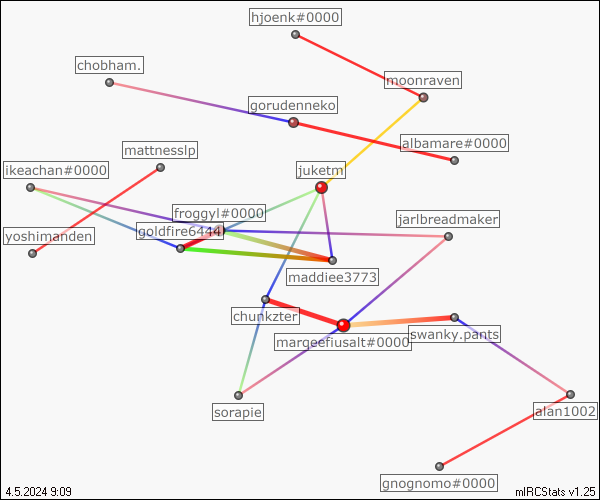 hjoenk#0000
chobham.
moonraven
gorudenneko
albamare#0000
mattnesslp
ikeachan#0000
juketm
froggyl#0000
jarlbreadmaker
goldfire6444
yoshimanden
maddiee3773
chunkzter
swanky.pants
marqeefiusalt#0000
sorapie
alan1002
gnognomo#0000
4.5.2024 9:09
mIRCStats v1.25